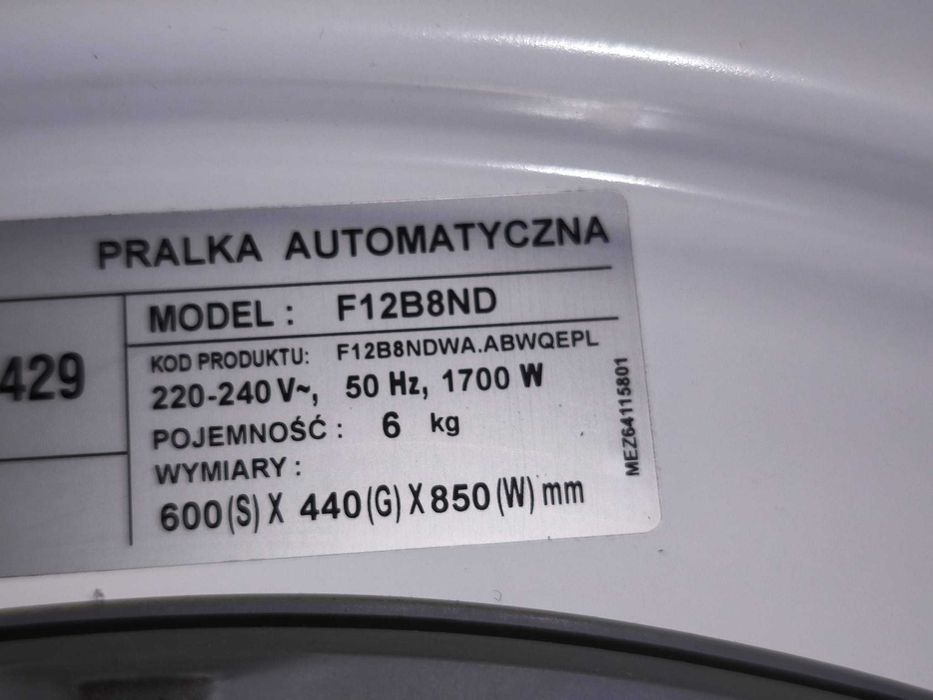 PRALKA AUTOMATYCZNA
MODEL : F12B8ND
KOD PRODUKTU: F12B8NDWA.ABWQEPL
429
220-240 V~, 50 Hz, 1700 W
POJEMNOŚĆ : 6 kg
WYMIARY :
600(S) X 440(G) X 850(W) mm
MEZ64115801